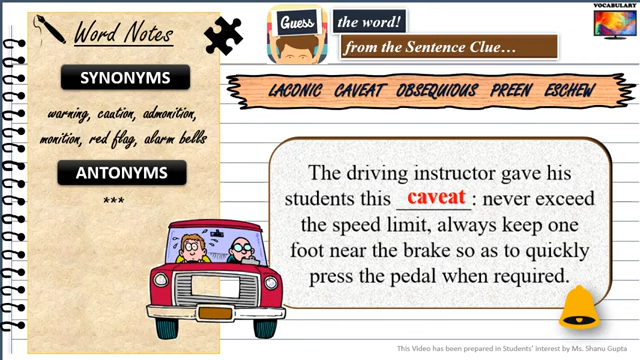 VOCABULARY
Word Notes
Guess the word!
from the Sentence Clue...
SYNONYMS
LACONIC CAVEAT OBSEQUIOUS PREEN ESCHEW
warning, caution, admonition,
monition, red flag, alarm bells
ANTONYMS
***
The driving instructor gave his
students this caveat : never exceed
the speed limit, always keep one
foot near the brake so as to quickly
press the pedal when required.
This Video has been prepared in Students' interest by Ms. Shanu Gupta